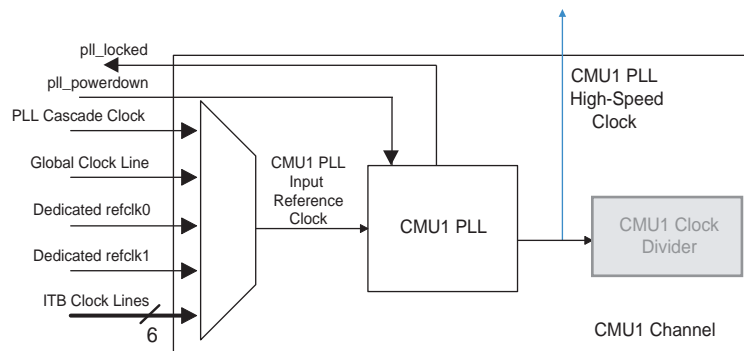 pll_locked
pll_powerdown
PLL Cascade Clock
Global Clock Line
Dedicated refclk0
Dedicated refclk1
ITB Clock Lines
6
CMU1 PLL
Input
Reference
Clock
CMU1 PLL
CMU1 PLL
High-Speed
Clock
CMU1 Clock
Divider
CMU1 Channel